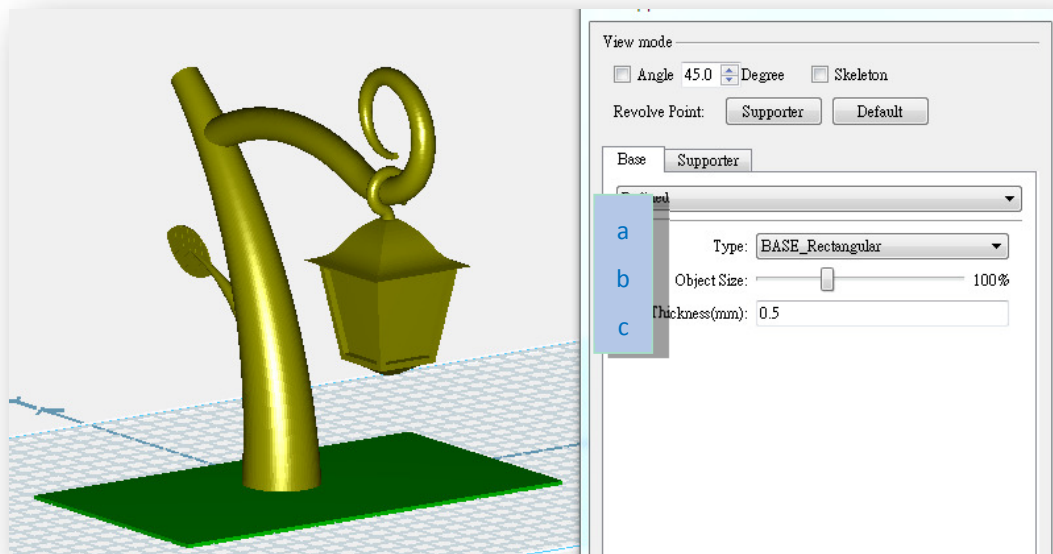 View mode
Angle 45.0 Degree Skeleton
Revolve Point: Supporter Default
Base Supporter
a
Type: BASE_Rectangular
b
Object Size: 100%
c
Thickness(mm): 0.5